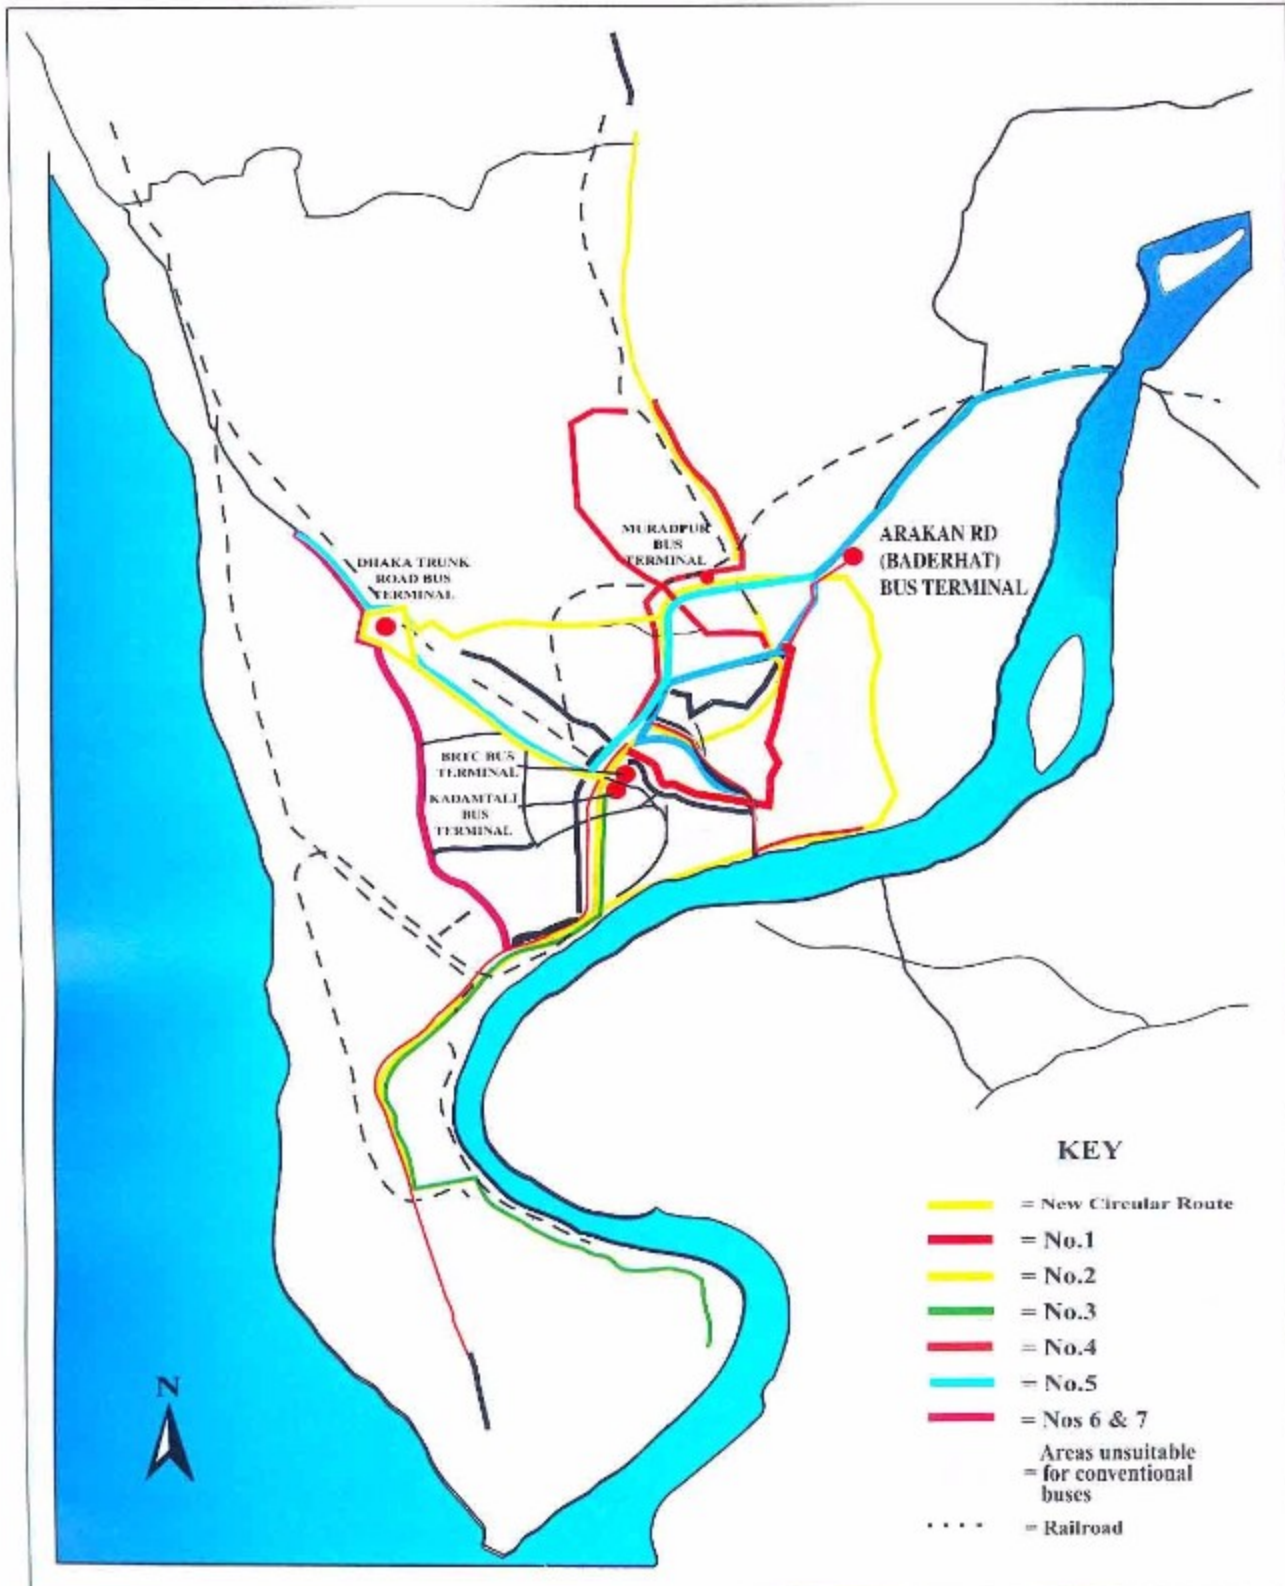 MURADPUR
BUS
TERMINAL
DHAKA TRUNK
ROAD BUS
TERMINAL
ARAKAN RD
(BADERHAT)
BUS TERMINAL
BRTC BUS
TERMINAL
KADAMTALI
BUS
TERMINAL
KEY
= New Circular Route
= No.1
= No.2
= No.3
= No.4
= No.5
= Nos 6 & 7
Areas unsuitable
= for conventional
buses
= Railroad
N